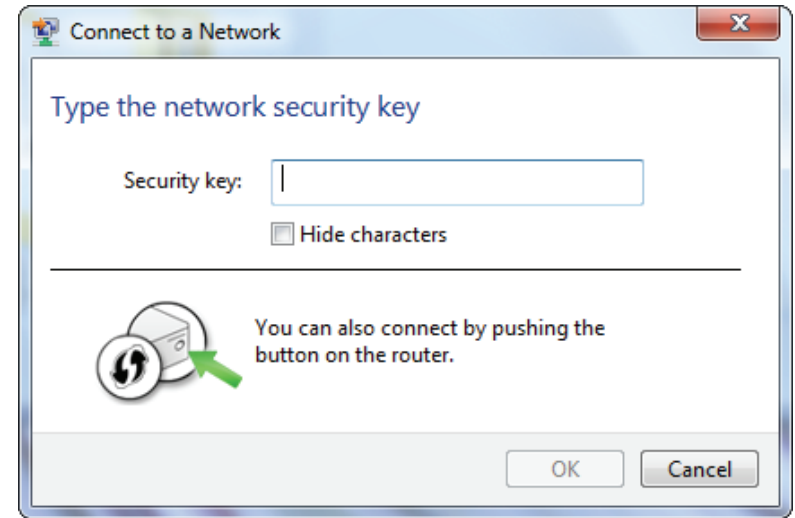 Connect to a Network
Type the network security key
Security key:
Hide characters
You can also connect by pushing the
button on the router.
OK
Cancel